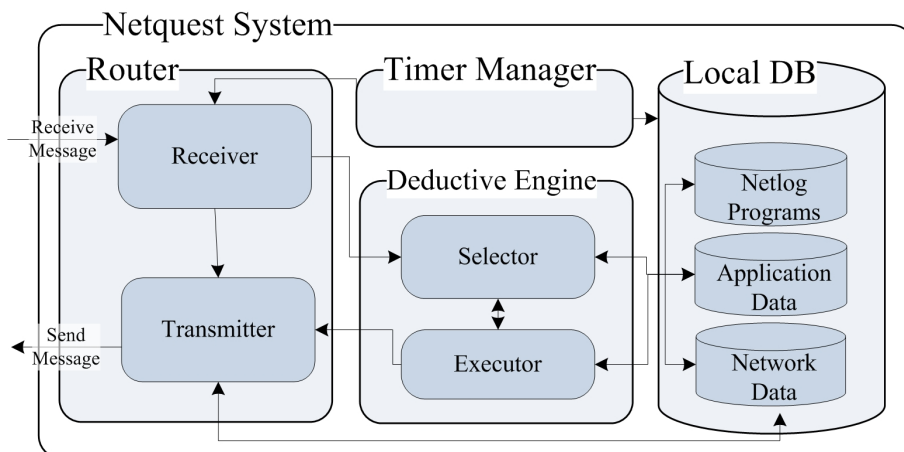 Netquest System
Router
Timer Manager
Local DB
Receive
Message
Receiver
Deductive Engine
Netlog
Programs
Selector
Application
Data
Send
Message
Transmitter
Executor
Network
Data